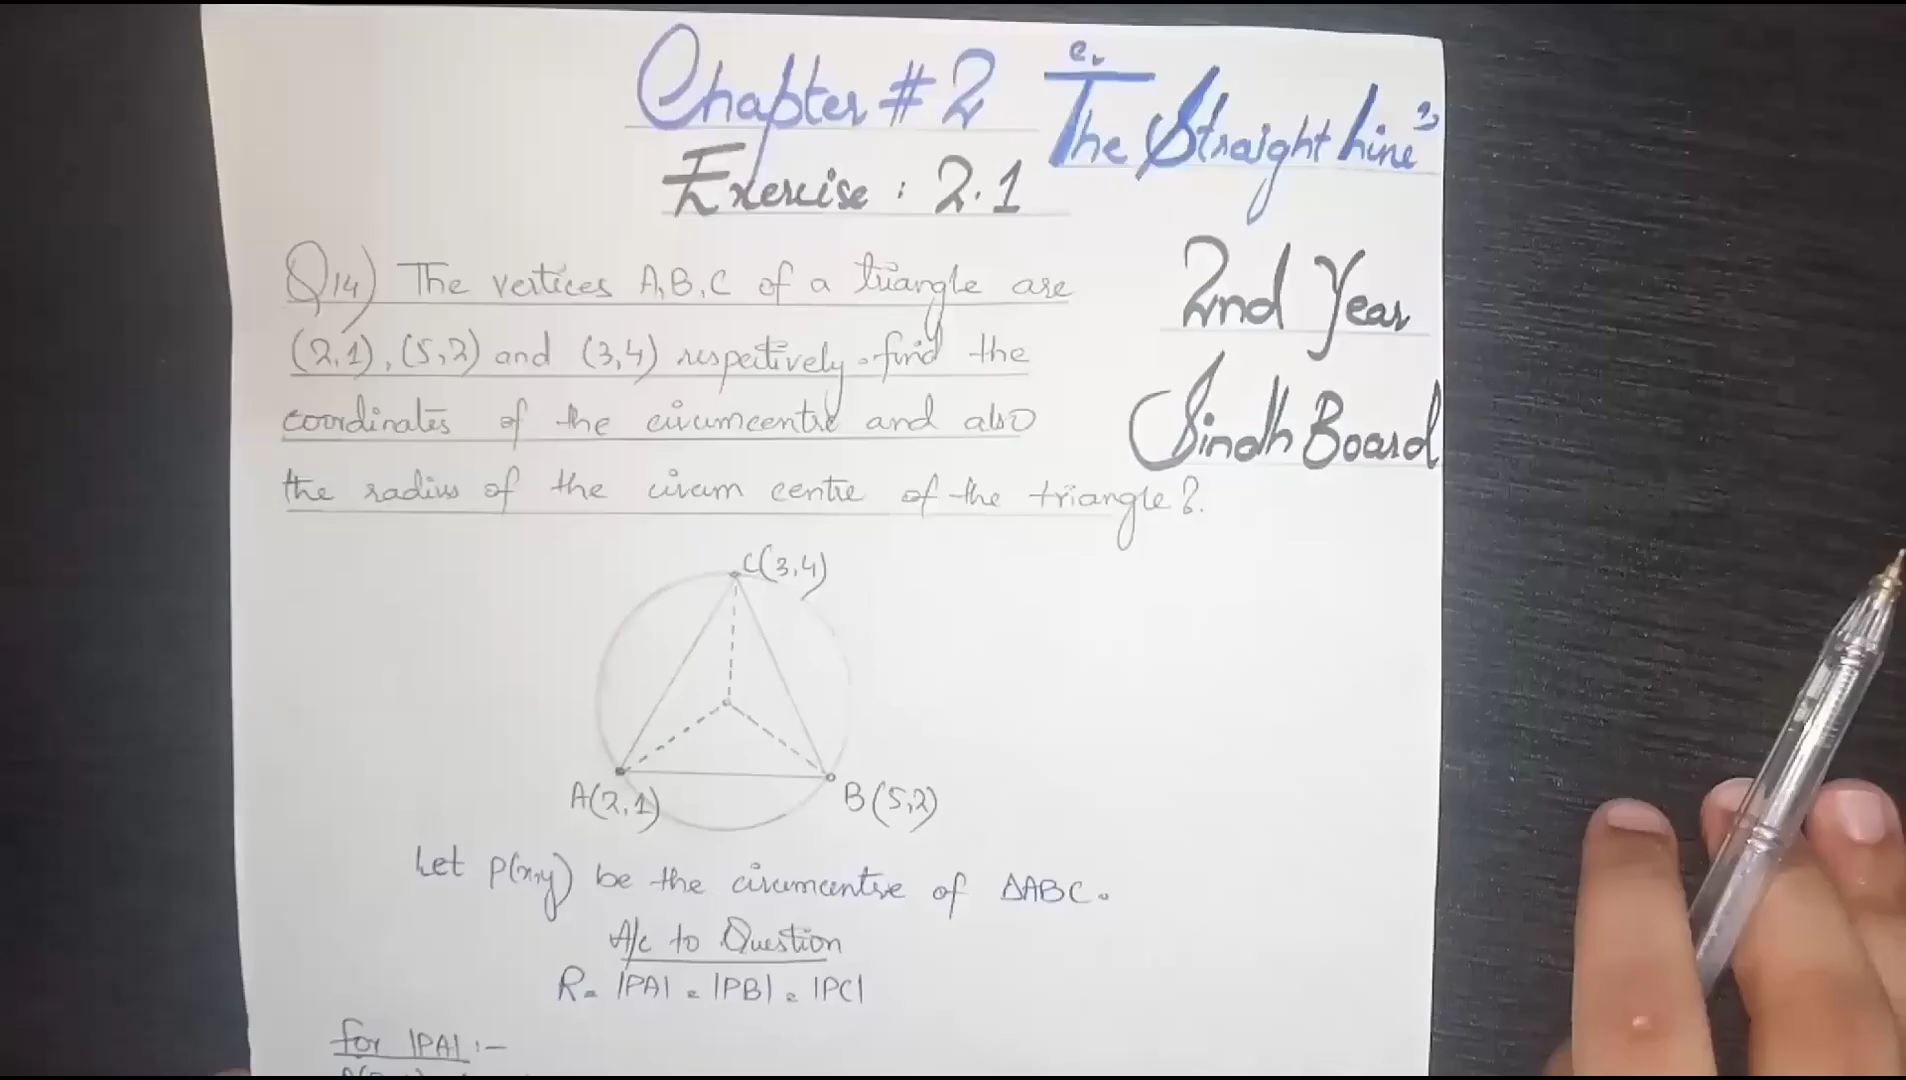 Chapter # 2 "The Straight Line"
Exercise : 2.1
Q14) The vertices A,B,C of a triangle are
(2,1), (5,2) and (3,4) respectively. find the
coordinates of the circumcentre and also
the radius of the circum centre of the triangle?.
2nd Year
Sindh Board
C(3,4)
A(2,1)
B(5,2)
Let P(x,y) be the circumcentre of ΔABC.
A/c to Question
R = |PA| = |PB| = |PC|
for |PA| :-